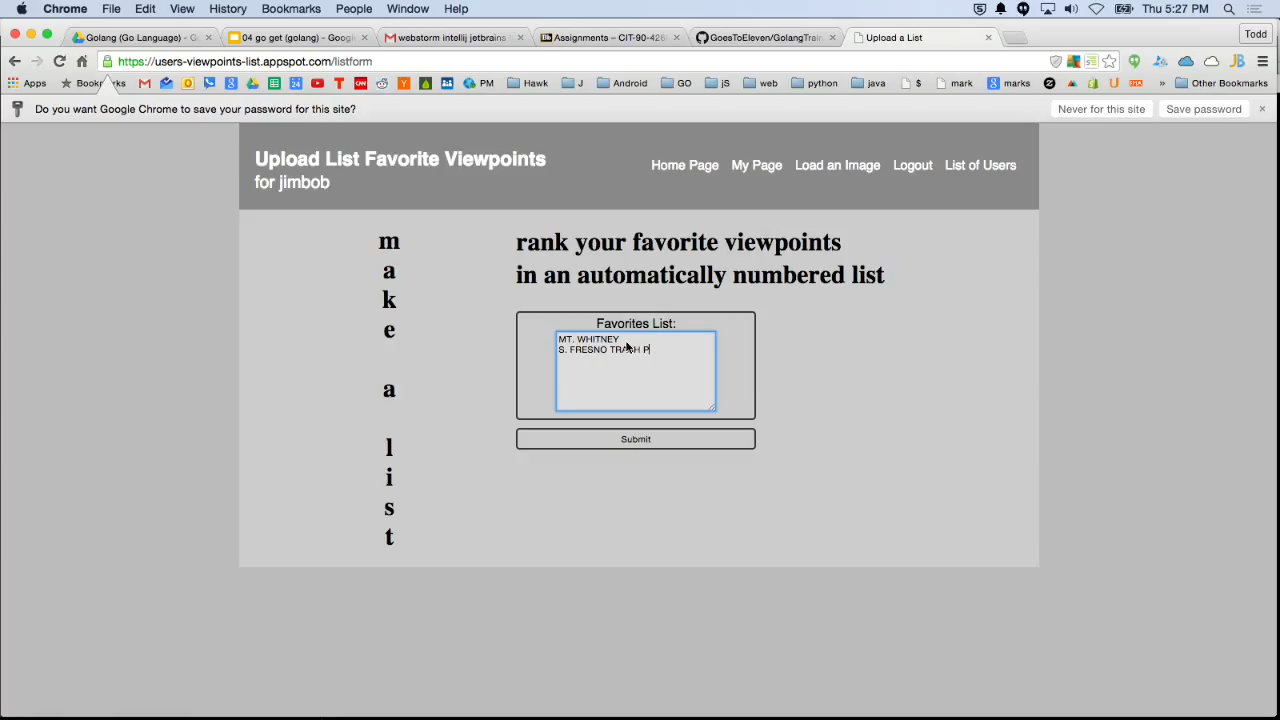 Chrome File Edit View History Bookmarks People Window Help
Thu 5:27 PM
Golang (Go Language) - G
04 go get (golang) - Goog
webstorm intellij jetbrains
Assignments – CIT-90-426
GoesToEleven/GolangTrain
Upload a List
Todd
https://users-viewpoints-list.appspot.com/listform
Apps
PM
Hawk
J
Android
GO
jS
web
python
java
$
mark
marks
Other Bookmarks
Do you want Google Chrome to save your password for this site?
Never for this site
Save password
Upload List Favorite Viewpoints
for jimbob
Home Page My Page Load an Image Logout List of Users
m
a
k
e
a
l
i
s
t
rank your favorite viewpoints
in an automatically numbered list
Favorites List:
MT. WHITNEY
S. FRESNO TRASH P
Submit